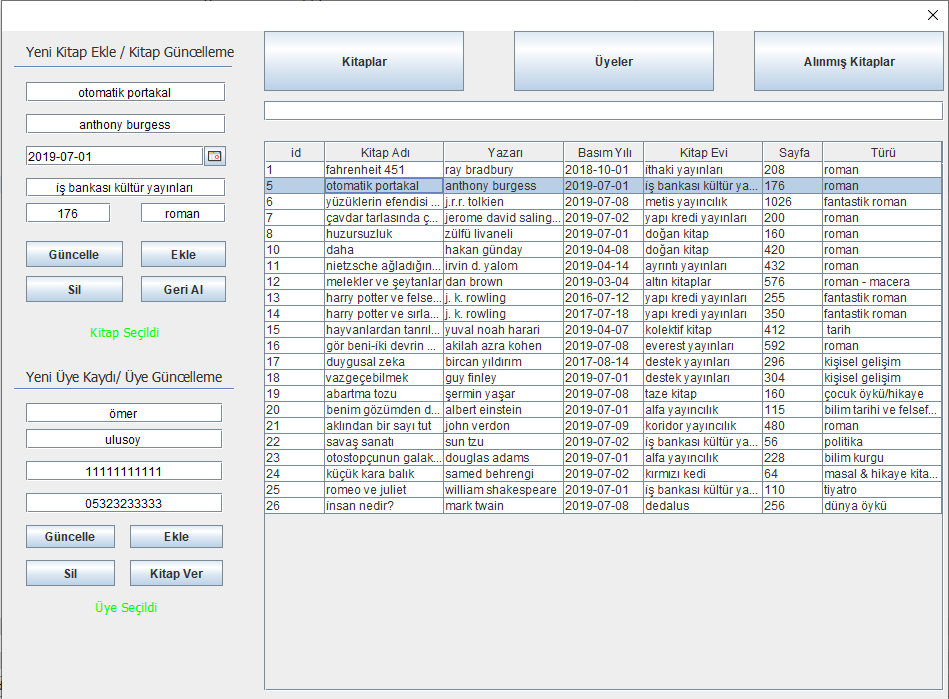 Yeni Kitap Ekle / Kitap Güncelleme
otomatik portakal
anthony burgess
2019-07-01
iş bankası kültür yayınları
176 roman
Güncelle Ekle
Sil Geri Al
Kitap Seçildi
Yeni Üye Kaydı/ Üye Güncelleme
ömer
ulusoy
11111111111
05323233333
Güncelle Ekle
Sil Kitap Ver
Üye Seçildi
Kitaplar Üyeler Alınmış Kitaplar
id Kitap Adı Yazarı Basım Yılı Kitap Evi Sayfa Türü
1 fahrenheit 451 ray bradbury 2018-10-01 ithaki yayınları 208 roman
5 otomatik portakal anthony burgess 2019-07-01 iş bankası kültür ya... 176 roman
6 yüzüklerin efendisi ... j.r.r. tolkien 2019-07-08 metis yayıncılık 1026 fantastik roman
7 çavdar tarlasında ç... jerome david saling... 2019-07-02 yapı kredi yayınları 200 roman
8 huzursuzluk zülfü livaneli 2019-07-01 doğan kitap 160 roman
10 daha hakan günday 2019-04-08 doğan kitap 420 roman
11 nietzsche ağladığın... irvin d. yalom 2019-04-14 ayrıntı yayınları 432 roman
12 melekler ve şeytanlar dan brown 2019-03-04 altın kitaplar 576 roman - macera
13 harry potter ve felse... j. k. rowling 2016-07-12 yapı kredi yayınları 255 fantastik roman
14 harry potter ve sırla... j. k. rowling 2017-07-18 yapı kredi yayınları 350 fantastik roman
15 hayvanlardan tanrıl... yuval noah harari 2019-04-07 kolektif kitap 412 tarih
16 gör beni-iki devrin ... akilah azra kohen 2019-07-08 everest yayınları 592 roman
17 duygusal zeka bircan yıldırım 2017-08-14 destek yayınları 296 kişisel gelişim
18 vazgeçebilmek guy finley 2019-07-01 destek yayınları 304 kişisel gelişim
19 abartma tozu şermin yaşar 2019-07-08 taze kitap 160 çocuk öykü/hikaye
20 benim gözümden d... albert einstein 2019-07-01 alfa yayıncılık 115 bilim tarihi ve felsef...
21 aklından bir sayı tut john verdon 2019-07-09 koridor yayıncılık 480 roman
22 savaş sanatı sun tzu 2019-07-02 iş bankası kültür ya... 56 politika
23 otostopçunun galak... douglas adams 2019-07-01 alfa yayıncılık 228 bilim kurgu
24 küçük kara balık samed behrengi 2019-07-02 kırmızı kedi 64 masal & hikaye kita...
25 romeo ve juliet william shakespeare 2019-07-01 iş bankası kültür ya... 110 tiyatro
26 insan nedir? mark twain 2019-07-08 dedalus 256 dünya öykü